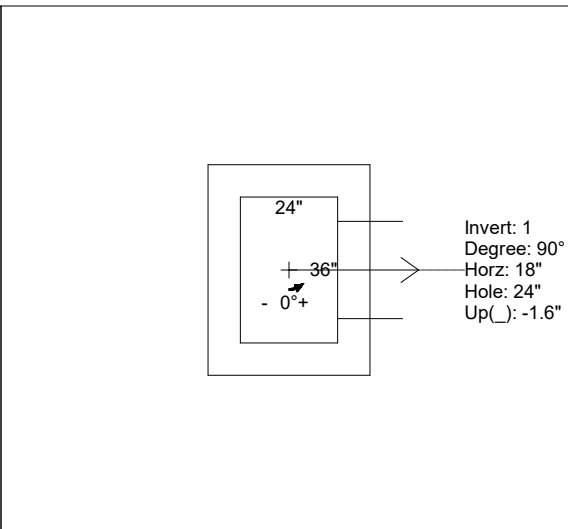 24"
36"
- 0°+
Invert: 1
Degree: 90°
Horz: 18"
Hole: 24"
Up(_): -1.6"